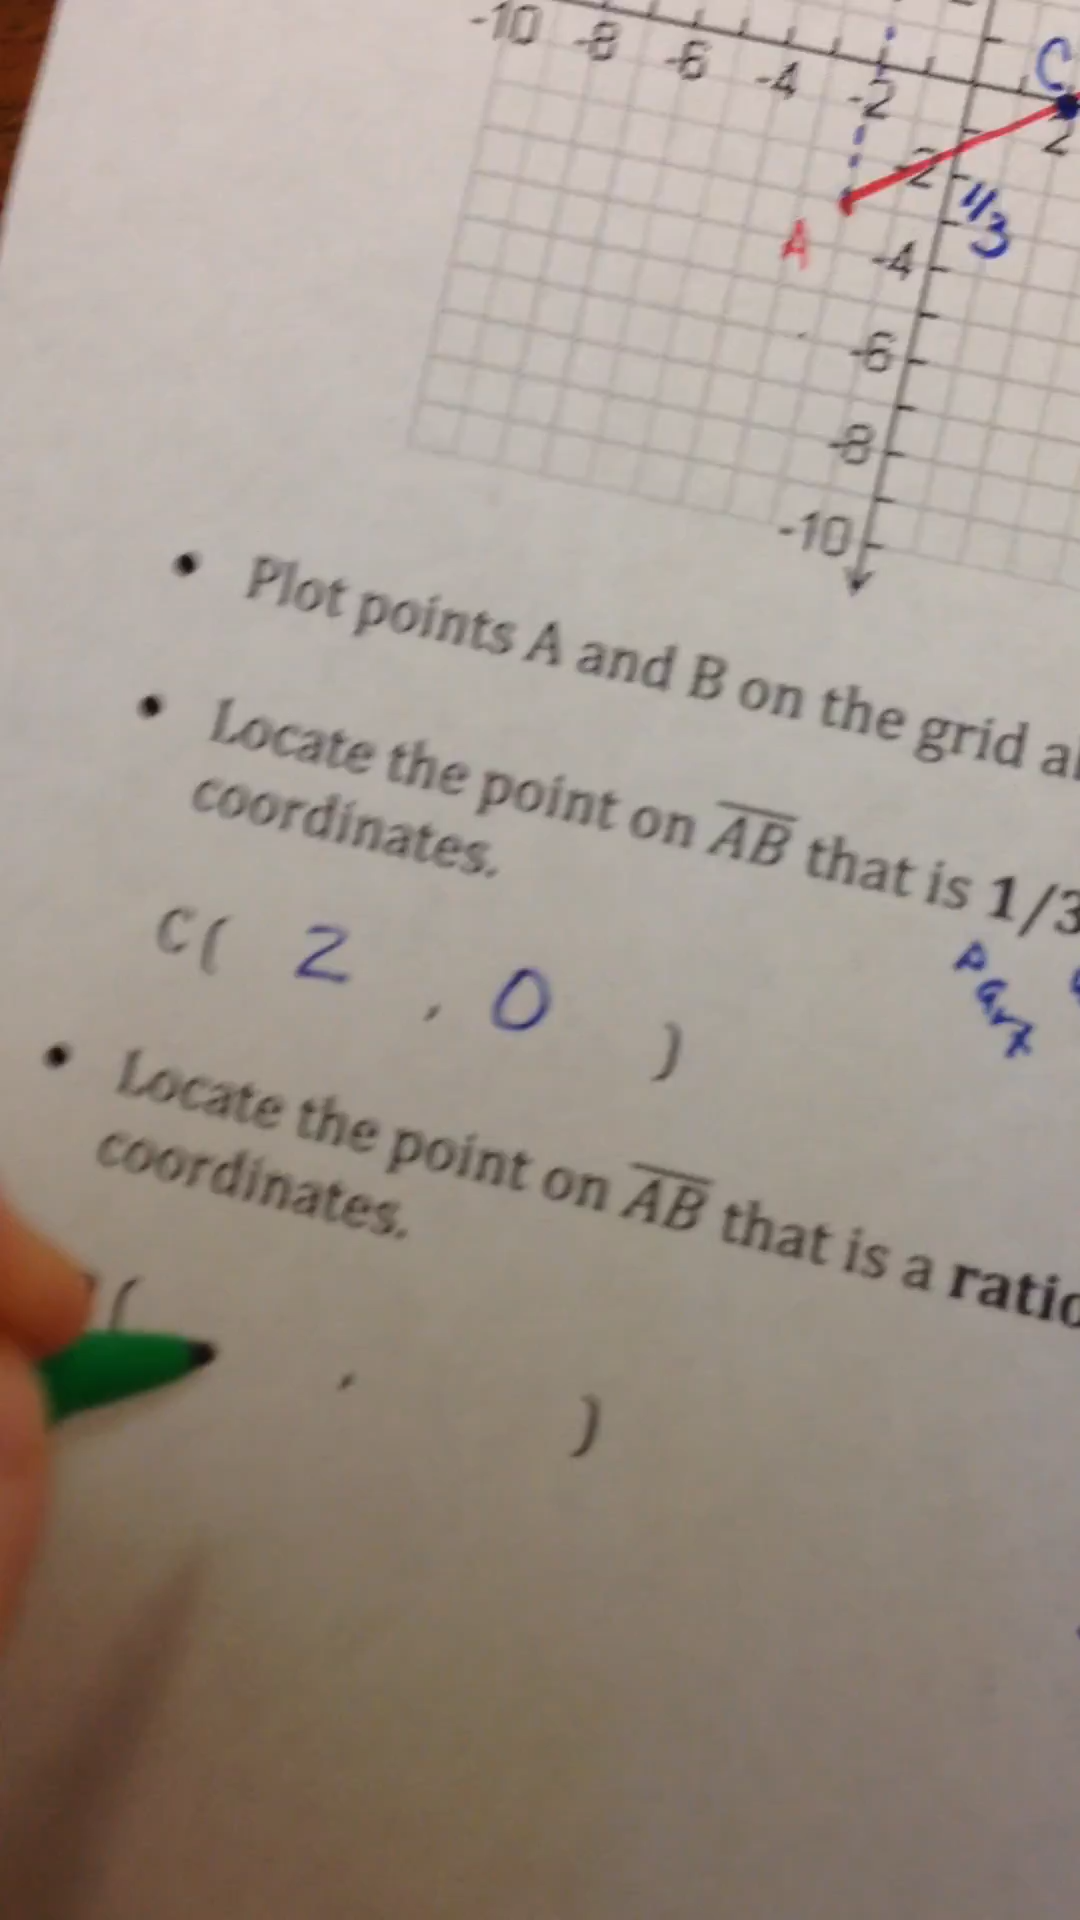 -10 -8 -6 -4 -2 2
C
-2
1/3
A
-4
-6
-8
-10
• Plot points A and B on the grid
• Locate the point on AB that is 1/3
coordinates.
C( 2 , 0 )
• Locate the point on AB that is a
coordinates.
( , )